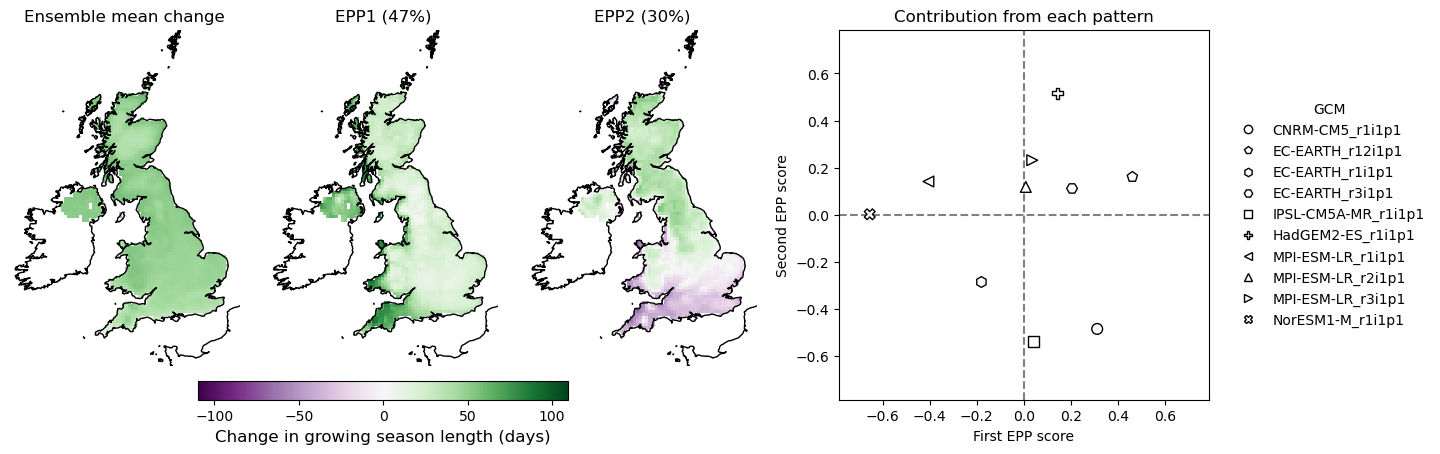 Ensemble mean change
EPP1 (47%)
EPP2 (30%)
−100 −50 0 50 100
Change in growing season length (days)
Contribution from each pattern
Second EPP score
0.6
0.4
0.2
0.0
−0.2
−0.4
−0.6
−0.6 −0.4 −0.2 0.0 0.2 0.4 0.6
First EPP score
GCM
CNRM-CM5_r1i1p1
EC-EARTH_r12i1p1
EC-EARTH_r1i1p1
EC-EARTH_r3i1p1
IPSL-CM5A-MR_r1i1p1
HadGEM2-ES_r1i1p1
MPI-ESM-LR_r1i1p1
MPI-ESM-LR_r2i1p1
MPI-ESM-LR_r3i1p1
NorESM1-M_r1i1p1